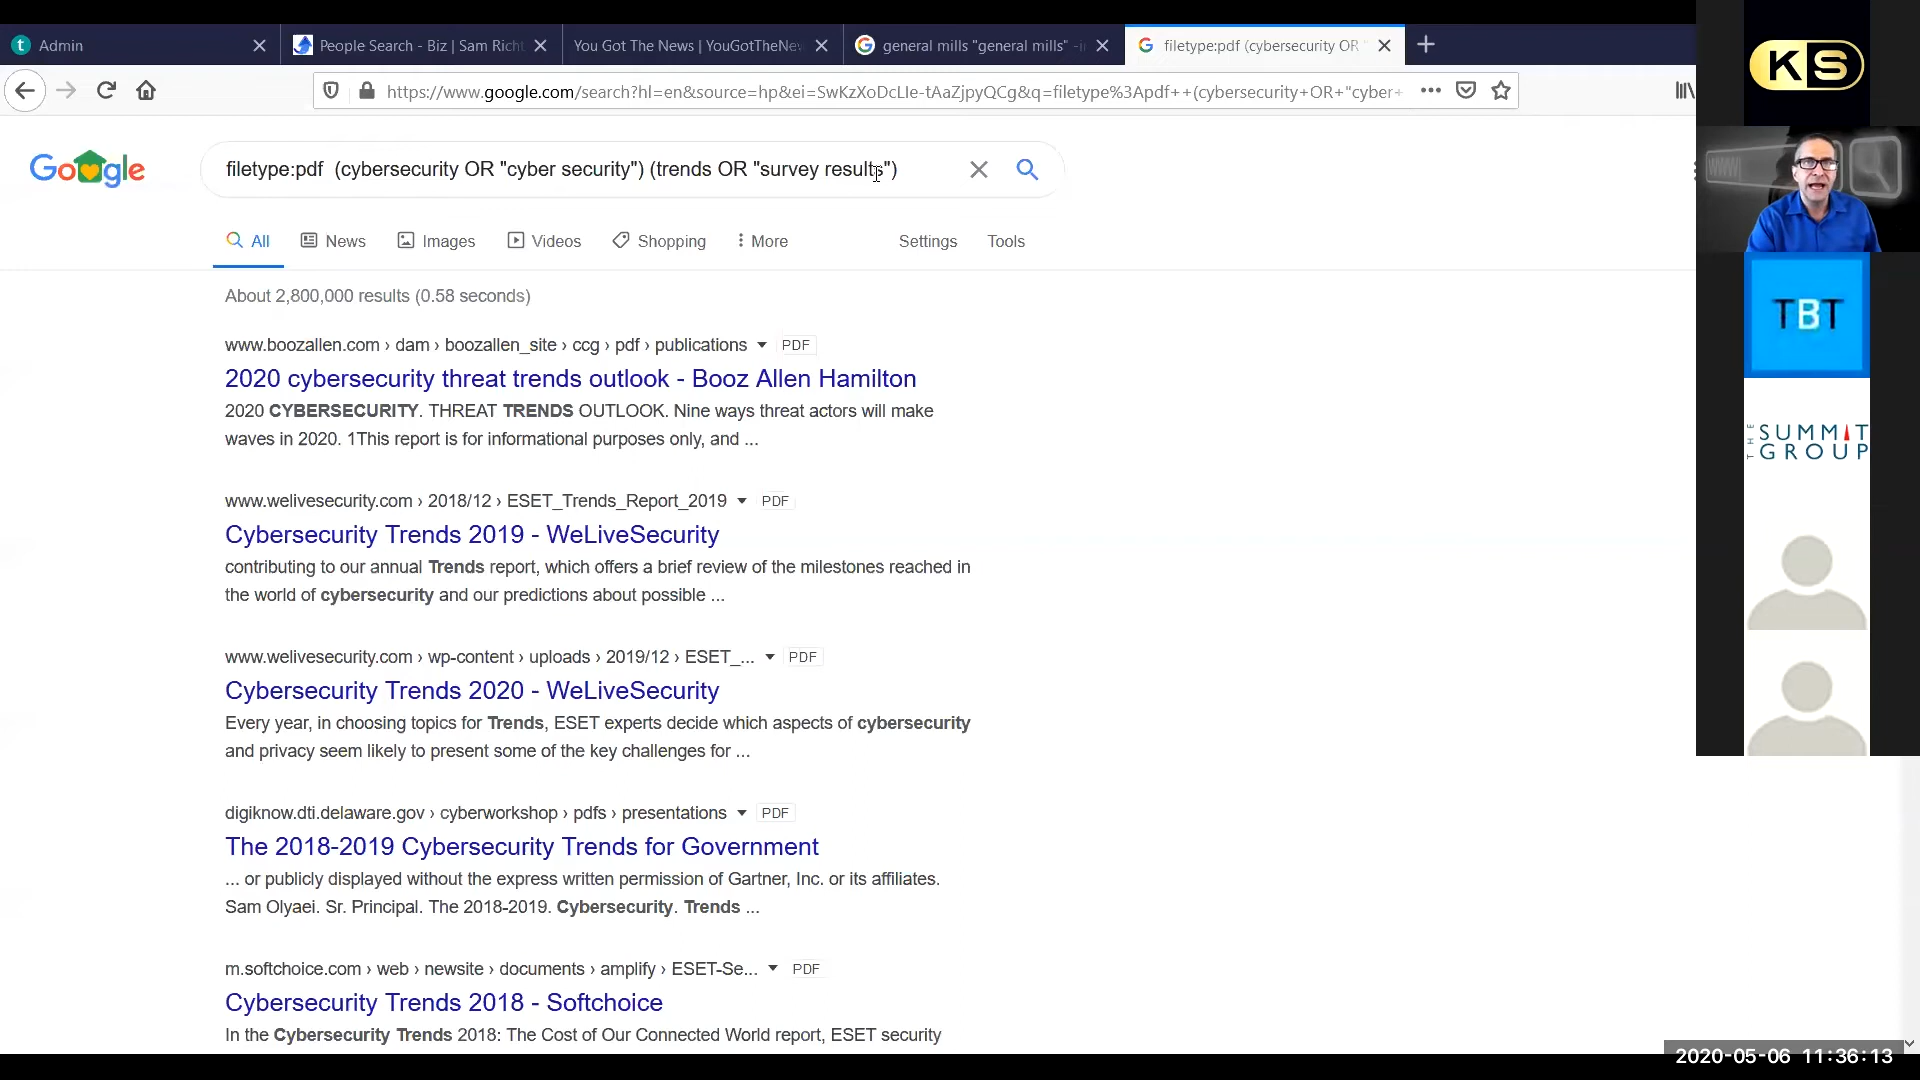 Admin
People Search - Biz | Sam Rich
You Got The News | YouGotTheNe
general mills "general mills" -i
filetype:pdf (cybersecurity OR "
https://www.google.com/search?hl=en&source=hp&ei=SwKzXoDcLIe-tAaZjpyQCg&q=filetype%3Apdf++(cybersecurity+OR+"cyber+
Google
filetype:pdf  (cybersecurity OR "cyber security") (trends OR "survey results")
All
News
Images
Videos
Shopping
More
Settings
Tools
About 2,800,000 results (0.58 seconds)
www.boozallen.com › dam › boozallen_site › ccg › pdf › publications PDF
2020 cybersecurity threat trends outlook - Booz Allen Hamilton
2020 CYBERSECURITY. THREAT TRENDS OUTLOOK. Nine ways threat actors will make
waves in 2020. 1This report is for informational purposes only, and ...
www.welivesecurity.com › 2018/12 › ESET_Trends_Report_2019 PDF
Cybersecurity Trends 2019 - WeLiveSecurity
contributing to our annual Trends report, which offers a brief review of the milestones reached in
the world of cybersecurity and our predictions about possible ...
www.welivesecurity.com › wp-content › uploads › 2019/12 › ESET_... PDF
Cybersecurity Trends 2020 - WeLiveSecurity
Every year, in choosing topics for Trends, ESET experts decide which aspects of cybersecurity
and privacy seem likely to present some of the key challenges for ...
digiknow.dti.delaware.gov › cyberworkshop › pdfs › presentations PDF
The 2018-2019 Cybersecurity Trends for Government
... or publicly displayed without the express written permission of Gartner, Inc. or its affiliates.
Sam Olyaei. Sr. Principal. The 2018-2019. Cybersecurity. Trends ...
m.softchoice.com › web › newsite › documents › amplify › ESET-Se... PDF
Cybersecurity Trends 2018 - Softchoice
In the Cybersecurity Trends 2018: The Cost of Our Connected World report, ESET security
KS
WWW
TBT
THE
SUMMIT
GROUP
2020-05-06 11:36:13